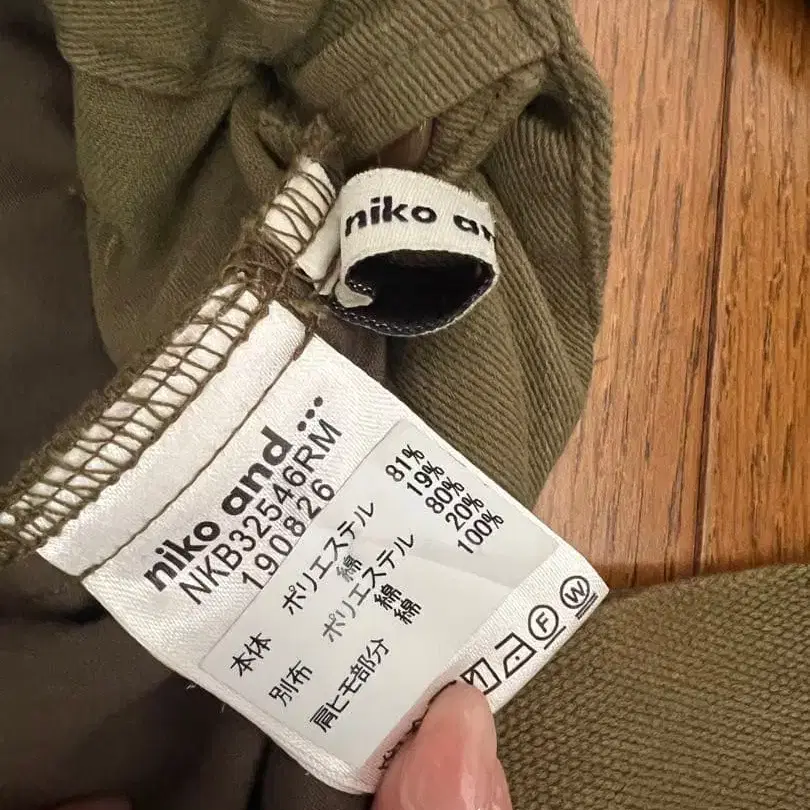 niko and
niko and ...
NKB32546RM
190826
本体 ポリエステル 81%
綿 19%
別布 ポリエステル 80%
綿 20%
肩ヒモ部分 綿 100%
F W